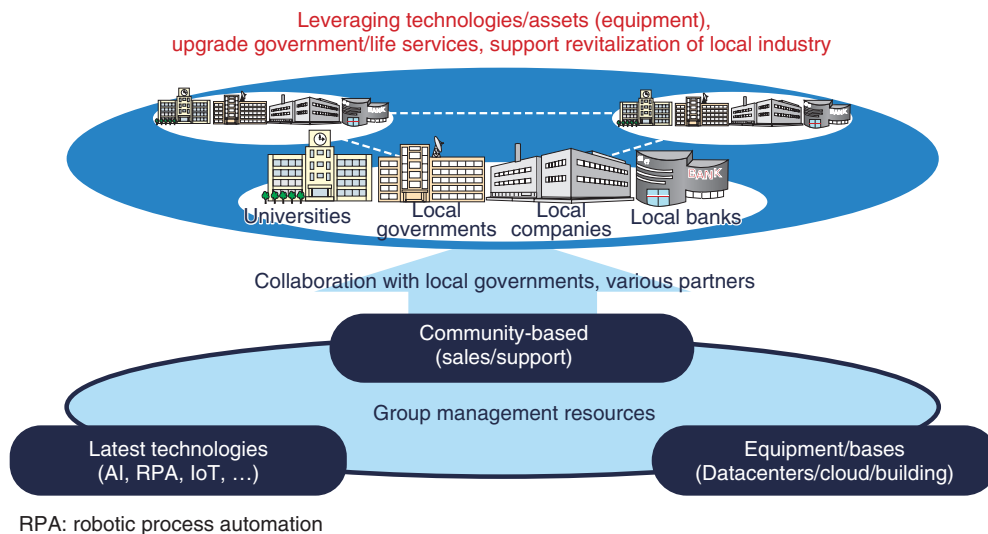 Leveraging technologies/assets (equipment),
upgrade government/life services, support revitalization of local industry
BANK
Universities
Local
governments
Local
companies
Local banks
Collaboration with local governments, various partners
Community-based
(sales/support)
Group management resources
Latest technologies
(AI, RPA, IoT, …)
Equipment/bases
(Datacenters/cloud/building)
RPA: robotic process automation